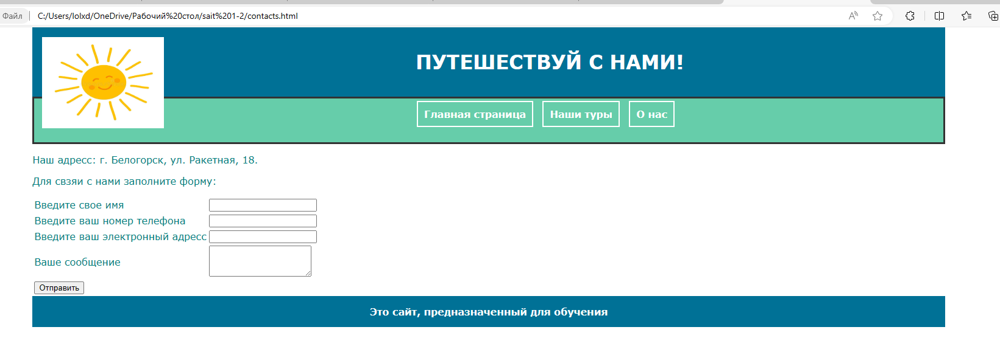 Файл C:/Users/lolxd/OneDrive/Рабочий%20стол/sait%201-2/contacts.html
ПУТЕШЕСТВУЙ С НАМИ!
Главная страница Наши туры О нас
Наш адресс: г. Белогорск, ул. Ракетная, 18.
Для свзяи с нами заполните форму:
Введите свое имя
Введите ваш номер телефона
Введите ваш электронный адресс
Ваше сообщение
Отправить
Это сайт, предназначенный для обучения